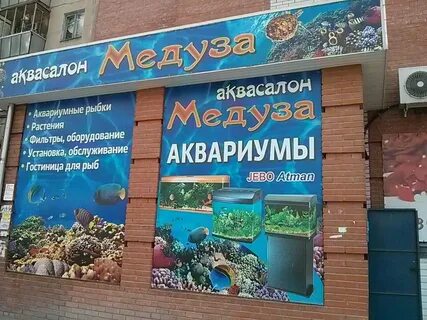 аквасалон Медуза
• Аквариумные рыбки
• Растения
• Фильтры, оборудование
• Установка, обслуживание
• Гостиница для рыб
аквасалон
Медуза
АКВАРИУМЫ
JEBO Atman